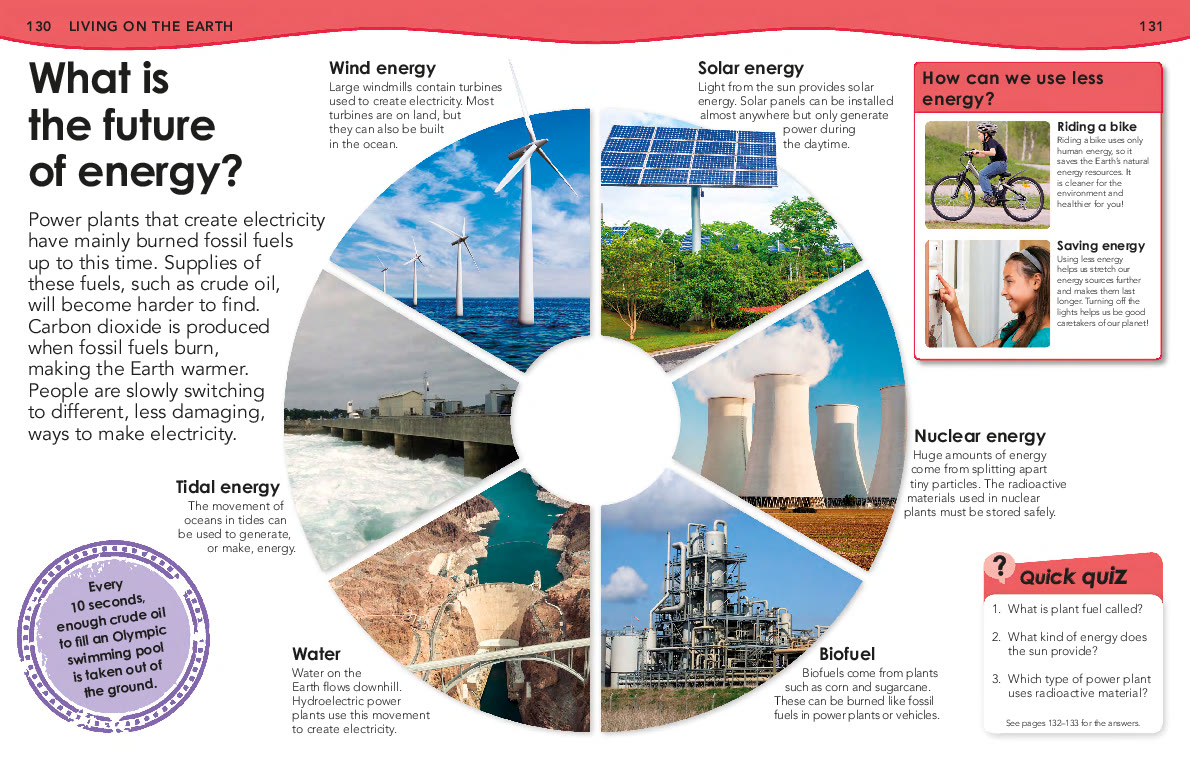 130 LIVING ON THE EARTH
131
What is
the future
of energy?
Power plants that create electricity
have mainly burned fossil fuels
up to this time. Supplies of
these fuels, such as crude oil,
will become harder to find.
Carbon dioxide is produced
when fossil fuels burn,
making the Earth warmer.
People are slowly switching
to different, less damaging,
ways to make electricity.
Wind energy
Large windmills contain turbines
used to create electricity. Most
turbines are on land, but
they can also be built
in the ocean.
Solar energy
Light from the sun provides solar
energy. Solar panels can be installed
almost anywhere but only generate
power during
the daytime.
How can we use less
energy?
Riding a bike
Riding a bike uses only
human energy, so it
saves the Earth's natural
energy resources. It
is cleaner for the
environment and
healthier for you!
Saving energy
Using less energy
helps us stretch our
energy sources further
and makes them last
longer. Turning off the
lights helps us be good
caretakers of our planet!
Nuclear energy
Huge amounts of energy
come from splitting apart
tiny particles. The radioactive
materials used in nuclear
plants must be stored safely.
Tidal energy
The movement of
oceans in tides can
be used to generate,
or make, energy.
Every
10 seconds,
enough crude oil
to fill an Olympic
swimming pool
is taken out of
the ground.
Water
Water on the
Earth flows downhill.
Hydroelectric power
plants use this movement
to create electricity.
Biofuel
Biofuels come from plants
such as corn and sugarcane.
These can be burned like fossil
fuels in power plants or vehicles.
? Quick quiz
1. What is plant fuel called?
2. What kind of energy does
the sun provide?
3. Which type of power plant
uses radioactive material?
See pages 132–133 for the answers.